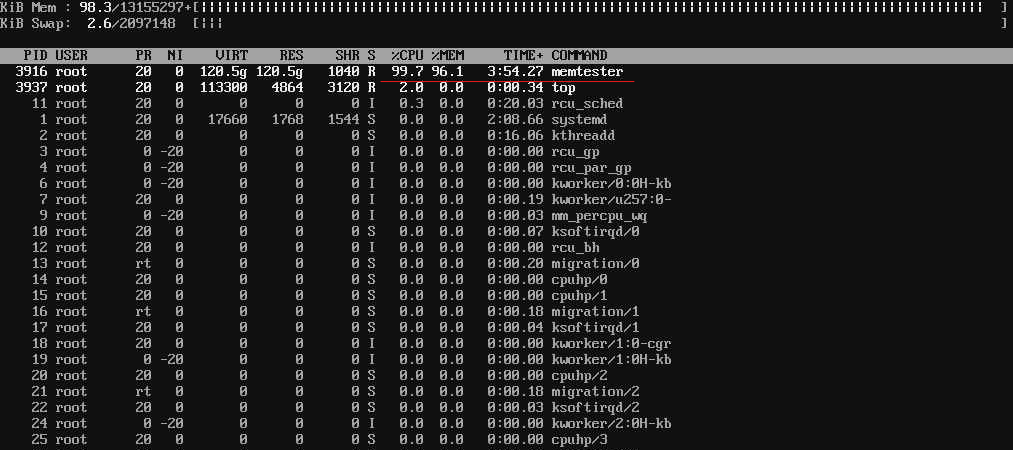 KiB Mem : 98.3/13155297+[||||||||||||||||||||||||||||||||||||||||||||||||||||||||||||||||||||||||||||||||||||||||||||||||||  ]
KiB Swap:  2.6/2097148  [|||                                                                                                 ]
PID USER PR NI VIRT RES SHR S %CPU %MEM TIME+ COMMAND
3916 root 20 0 120.5g 120.5g 1040 R 99.7 96.1 3:54.27 memtester
3937 root 20 0 113300 4864 3120 R 2.0 0.0 0:00.34 top
11 root 20 0 0 0 0 I 0.3 0.0 0:20.03 rcu_sched
1 root 20 0 17660 1768 1544 S 0.0 0.0 2:08.66 systemd
2 root 20 0 0 0 0 S 0.0 0.0 0:16.06 kthreadd
3 root 0 -20 0 0 0 I 0.0 0.0 0:00.00 rcu_gp
4 root 0 -20 0 0 0 I 0.0 0.0 0:00.00 rcu_par_gp
6 root 0 -20 0 0 0 I 0.0 0.0 0:00.00 kworker/0:0H-kb
7 root 20 0 0 0 0 I 0.0 0.0 0:00.19 kworker/u257:0-
9 root 0 -20 0 0 0 I 0.0 0.0 0:00.03 mm_percpu_wq
10 root 20 0 0 0 0 S 0.0 0.0 0:00.07 ksoftirqd/0
12 root 20 0 0 0 0 I 0.0 0.0 0:00.00 rcu_bh
13 root rt 0 0 0 0 S 0.0 0.0 0:00.20 migration/0
14 root 20 0 0 0 0 S 0.0 0.0 0:00.00 cpuhp/0
15 root 20 0 0 0 0 S 0.0 0.0 0:00.00 cpuhp/1
16 root rt 0 0 0 0 S 0.0 0.0 0:00.18 migration/1
17 root 20 0 0 0 0 S 0.0 0.0 0:00.04 ksoftirqd/1
18 root 20 0 0 0 0 I 0.0 0.0 0:00.00 kworker/1:0-cgr
19 root 0 -20 0 0 0 I 0.0 0.0 0:00.00 kworker/1:0H-kb
20 root 20 0 0 0 0 S 0.0 0.0 0:00.00 cpuhp/2
21 root rt 0 0 0 0 S 0.0 0.0 0:00.18 migration/2
22 root 20 0 0 0 0 S 0.0 0.0 0:00.03 ksoftirqd/2
24 root 0 -20 0 0 0 I 0.0 0.0 0:00.00 kworker/2:0H-kb
25 root 20 0 0 0 0 S 0.0 0.0 0:00.00 cpuhp/3